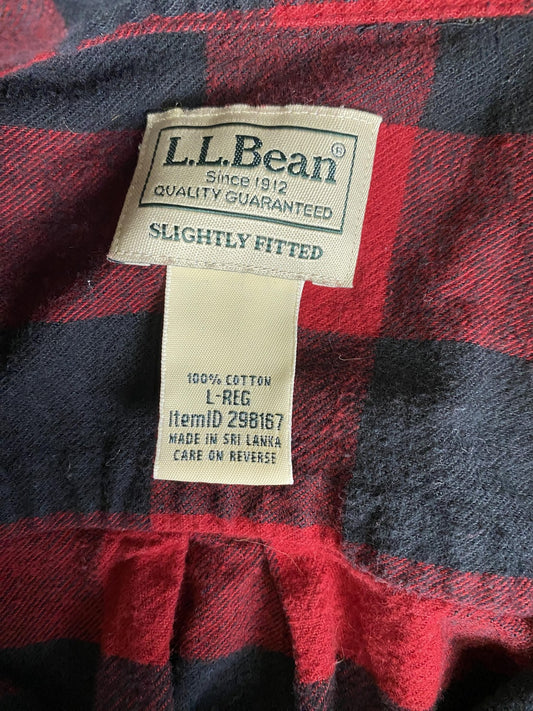 L.L.Bean®
Since 1912
QUALITY GUARANTEED
SLIGHTLY FITTED
100% COTTON
L-REG
ItemID 298167
MADE IN SRI LANKA
CARE ON REVERSE